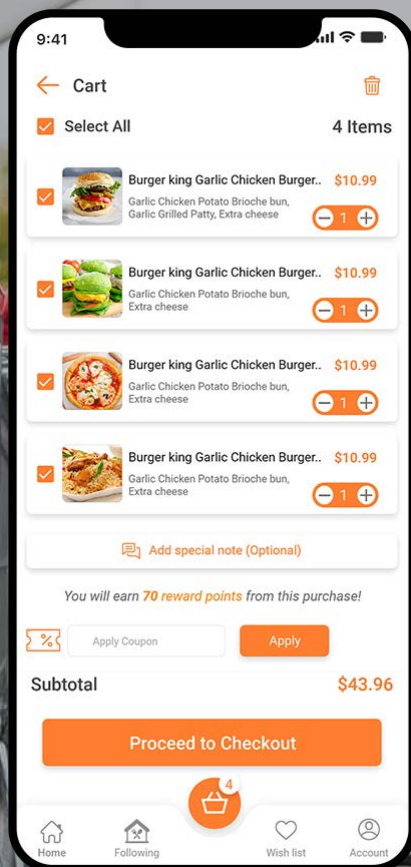 9:41
Cart
Select All
4 Items
Burger king Garlic Chicken Burger..
$10.99
Garlic Chicken Potato Brioche bun,
Garlic Grilled Patty, Extra cheese
1
Burger king Garlic Chicken Burger..
$10.99
Garlic Chicken Potato Brioche bun,
Extra cheese
1
Burger king Garlic Chicken Burger..
$10.99
Garlic Chicken Potato Brioche bun,
Extra cheese
1
Burger king Garlic Chicken Burger..
$10.99
Garlic Chicken Potato Brioche bun,
Extra cheese
1
Add special note (Optional)
You will earn 70 reward points from this purchase!
%
Apply Coupon
Apply
Subtotal
$43.96
Proceed to Checkout
4
Home
Following
Wish list
Account